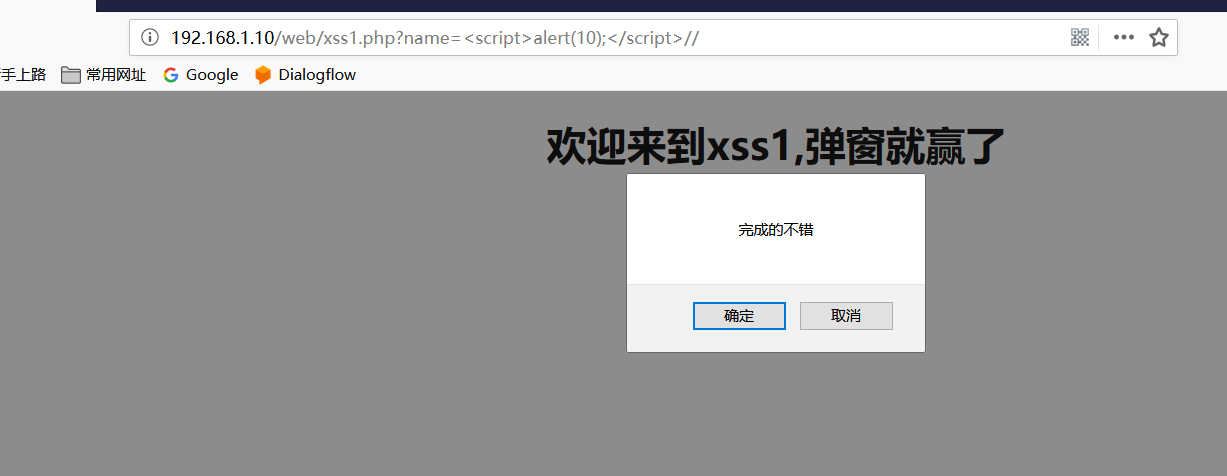 192.168.1.10/web/xss1.php?name=<script>alert(10);</script>//
手上路 常用网址 Google Dialogflow
欢迎来到xss1,弹窗就赢了
完成的不错
确定 取消